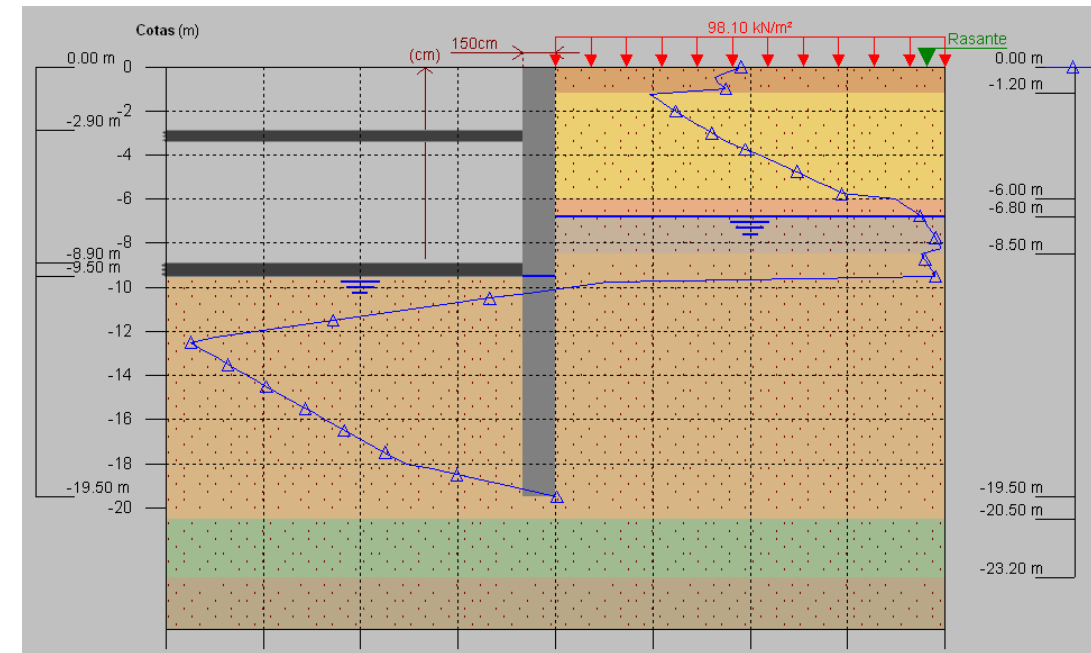 Cotas (m)
98.10 kN/m²
150cm
(cm)
Rasante
0.00 m
-2.90 m
-8.90 m
-9.50 m
-19.50 m
0
-2
-4
-6
-8
-10
-12
-14
-16
-18
-20
0.00 m
-1.20 m
-6.00 m
-6.80 m
-8.50 m
-19.50 m
-20.50 m
-23.20 m